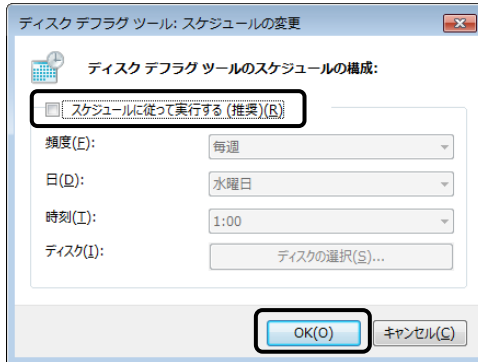 ディスク デフラグ ツール: スケジュールの変更
ディスク デフラグ ツールのスケジュールの構成:
スケジュールに従って実行する (推奨)(R)
頻度(F): 毎週
日(D): 水曜日
時刻(T): 1:00
ディスク(I): ディスクの選択(S)...
OK(O) キャンセル(C)